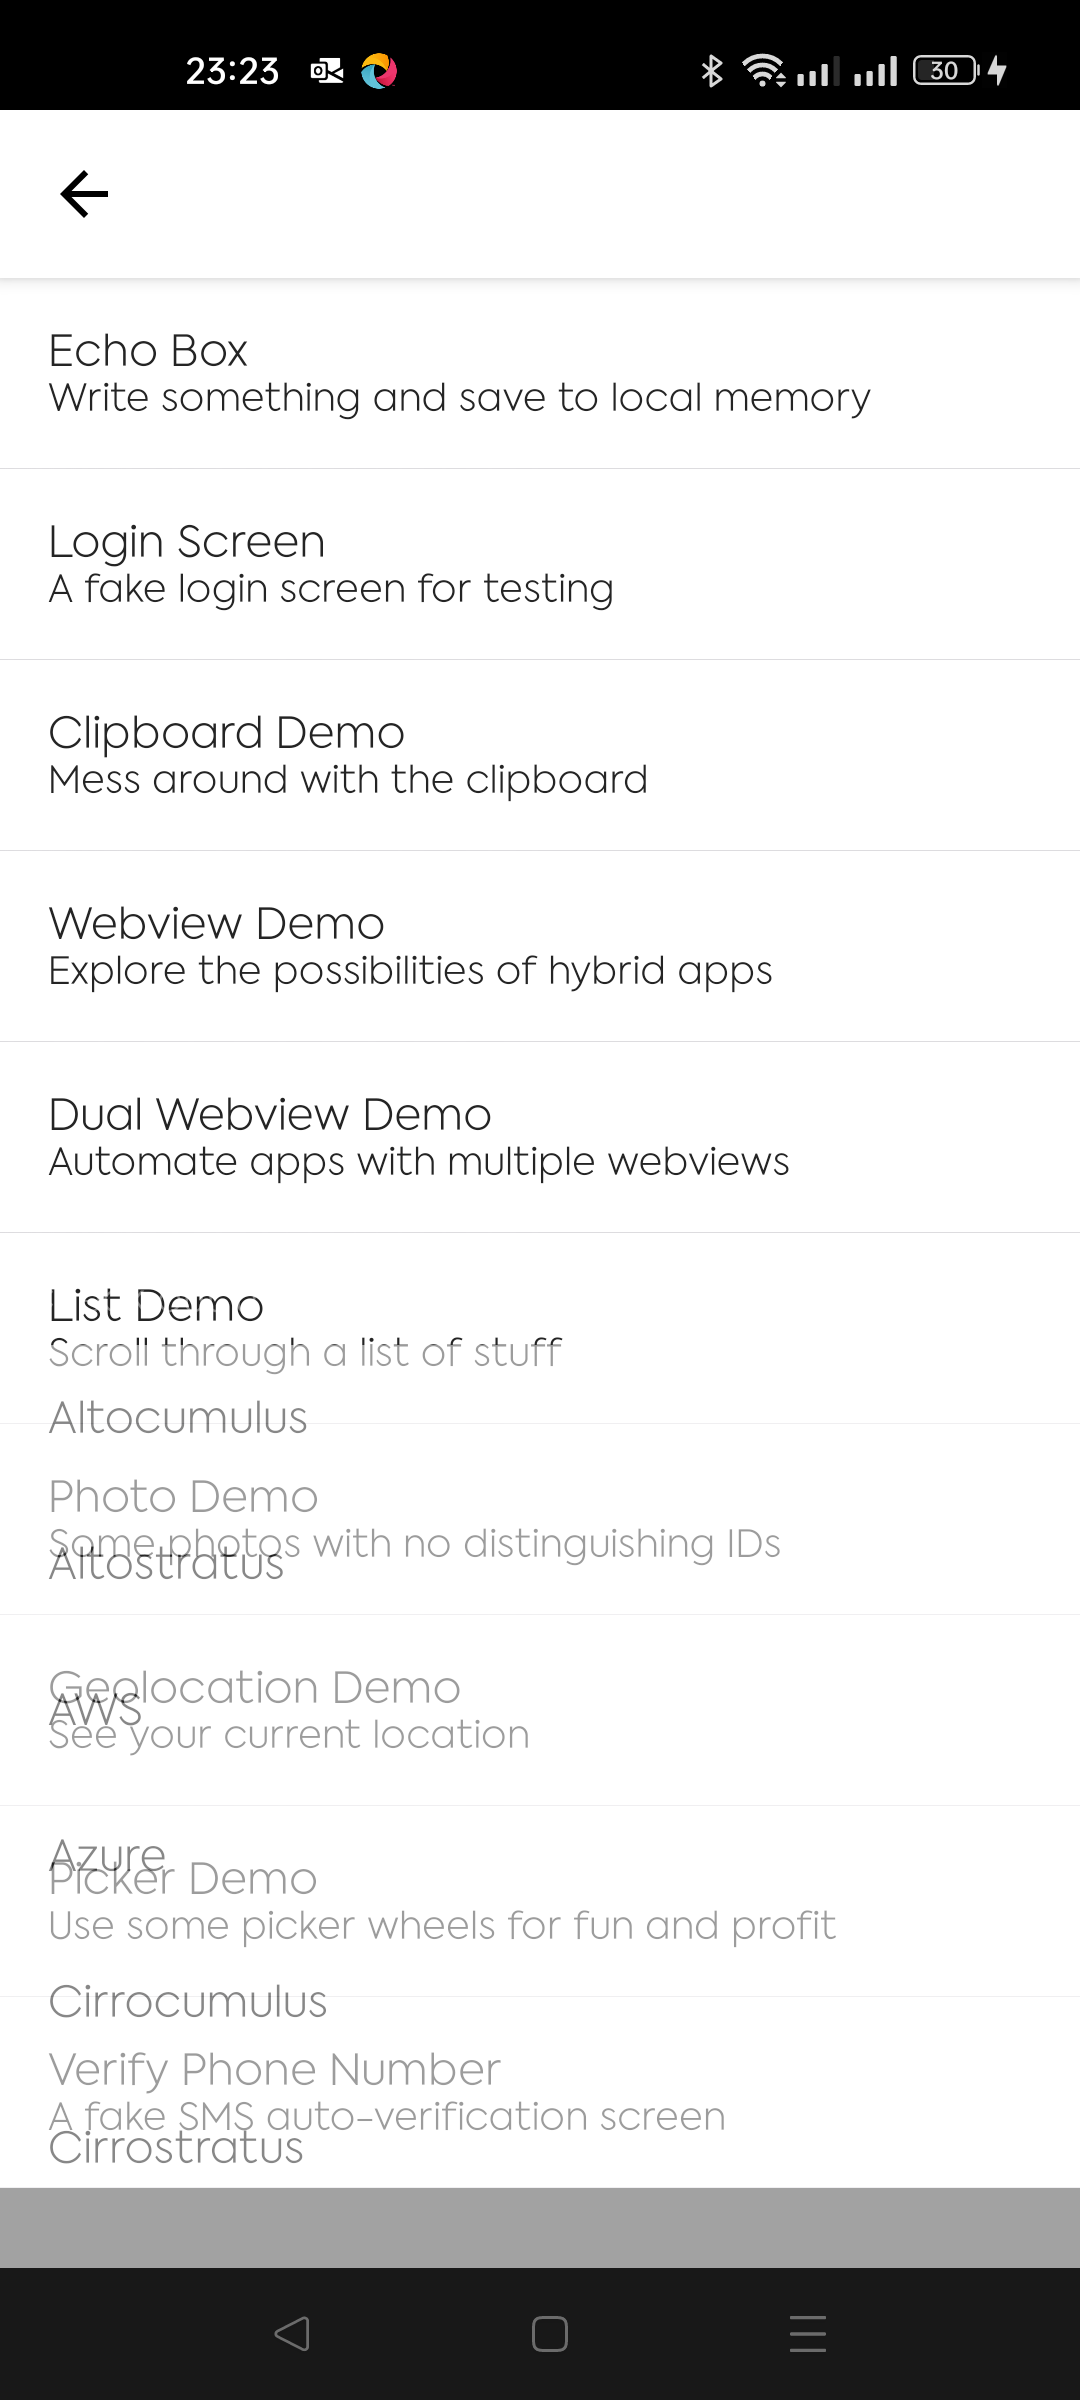 23:23
30
Echo Box
Write something and save to local memory
Login Screen
A fake login screen for testing
Clipboard Demo
Mess around with the clipboard
Webview Demo
Explore the possibilities of hybrid apps
Dual Webview Demo
Automate apps with multiple webviews
List Demo
Scroll through a list of stuff
Altocumulus
Photo Demo
Some photos with no distinguishing IDs
Altostratus
Geolocation Demo
AWS
See your current location
Azure
Picker Demo
Use some picker wheels for fun and profit
Cirrocumulus
Verify Phone Number
A fake SMS auto-verification screen
Cirrostratus